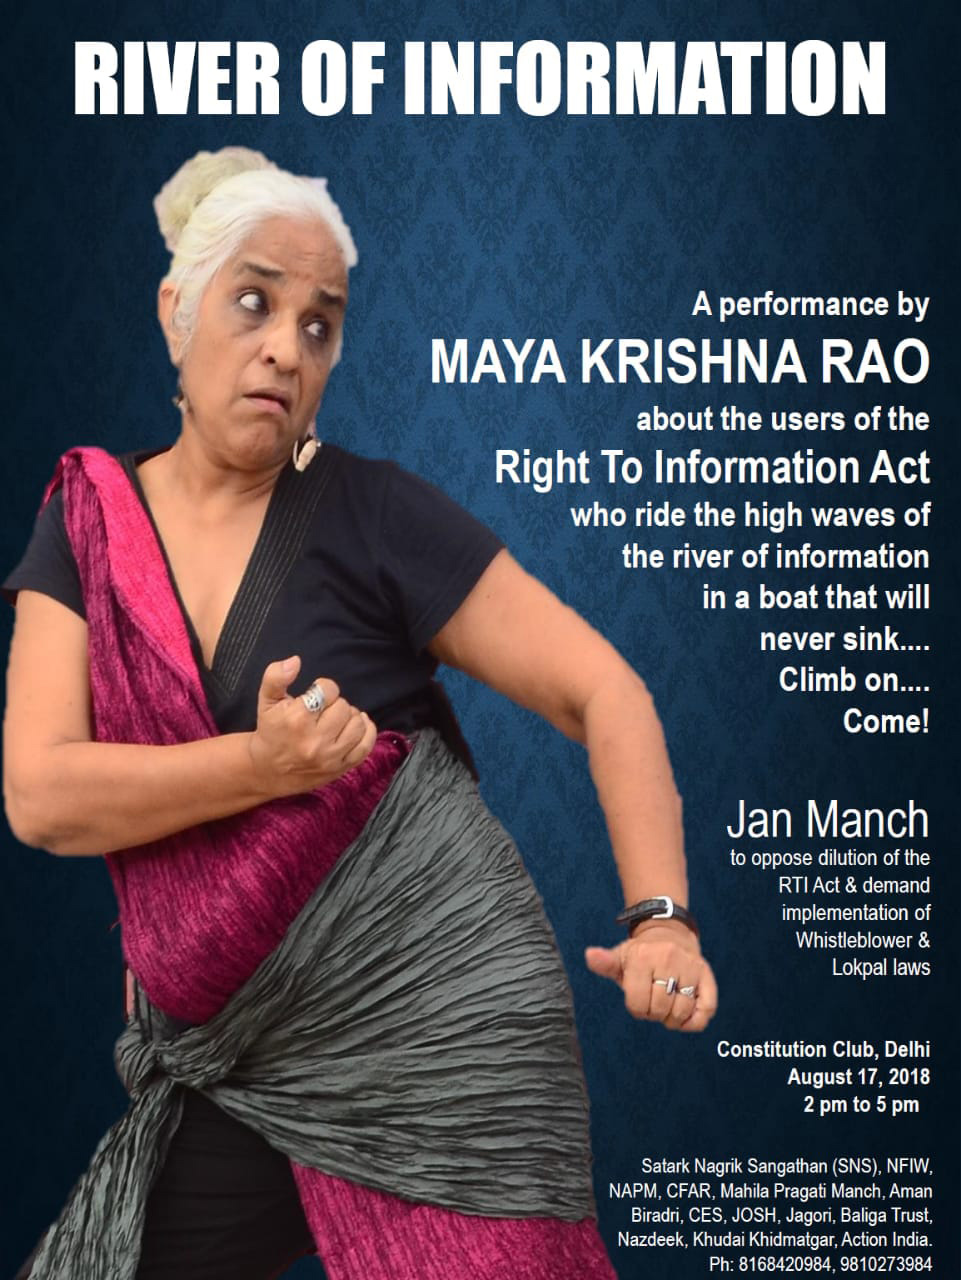 RIVER OF INFORMATION
A performance by
MAYA KRISHNA RAO
about the users of the
Right To Information Act
who ride the high waves of
the river of information
in a boat that will
never sink....
Climb on....
Come!
Jan Manch
to oppose dilution of the
RTI Act & demand
implementation of
Whistleblower &
Lokpal laws
Constitution Club, Delhi
August 17, 2018
2 pm to 5 pm
Satark Nagrik Sangathan (SNS), NFIW,
NAPM, CFAR, Mahila Pragati Manch, Aman
Biradri, CES, JOSH, Jagori, Baliga Trust,
Nazdeek, Khudai Khidmatgar, Action India.
Ph: 8168420984, 9810273984